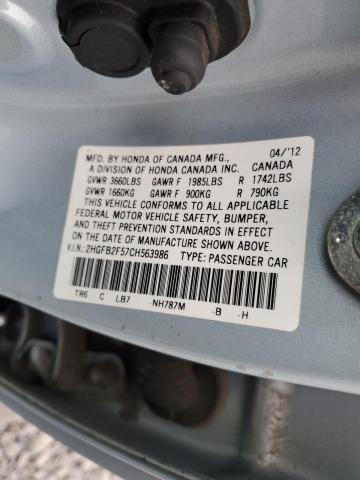 04/'12
MFD. BY HONDA OF CANADA MFG.,
A DIVISION OF HONDA CANADA INC. CANADA
GVWR 3660LBS GAWR F 1985LBS R 1742LBS
GVWR 1660KG GAWR F 900KG R 790KG
THIS VEHICLE CONFORMS TO ALL APPLICABLE
FEDERAL MOTOR VEHICLE SAFETY, BUMPER,
AND THEFT PREVENTION STANDARDS IN EFFECT
ON THE DATE OF MANUFACTURE SHOWN ABOVE.
V.I.N.:2HGFB2F57CH563986 TYPE: PASSENGER CAR
TR6 C LB7 -NH787M -B -H